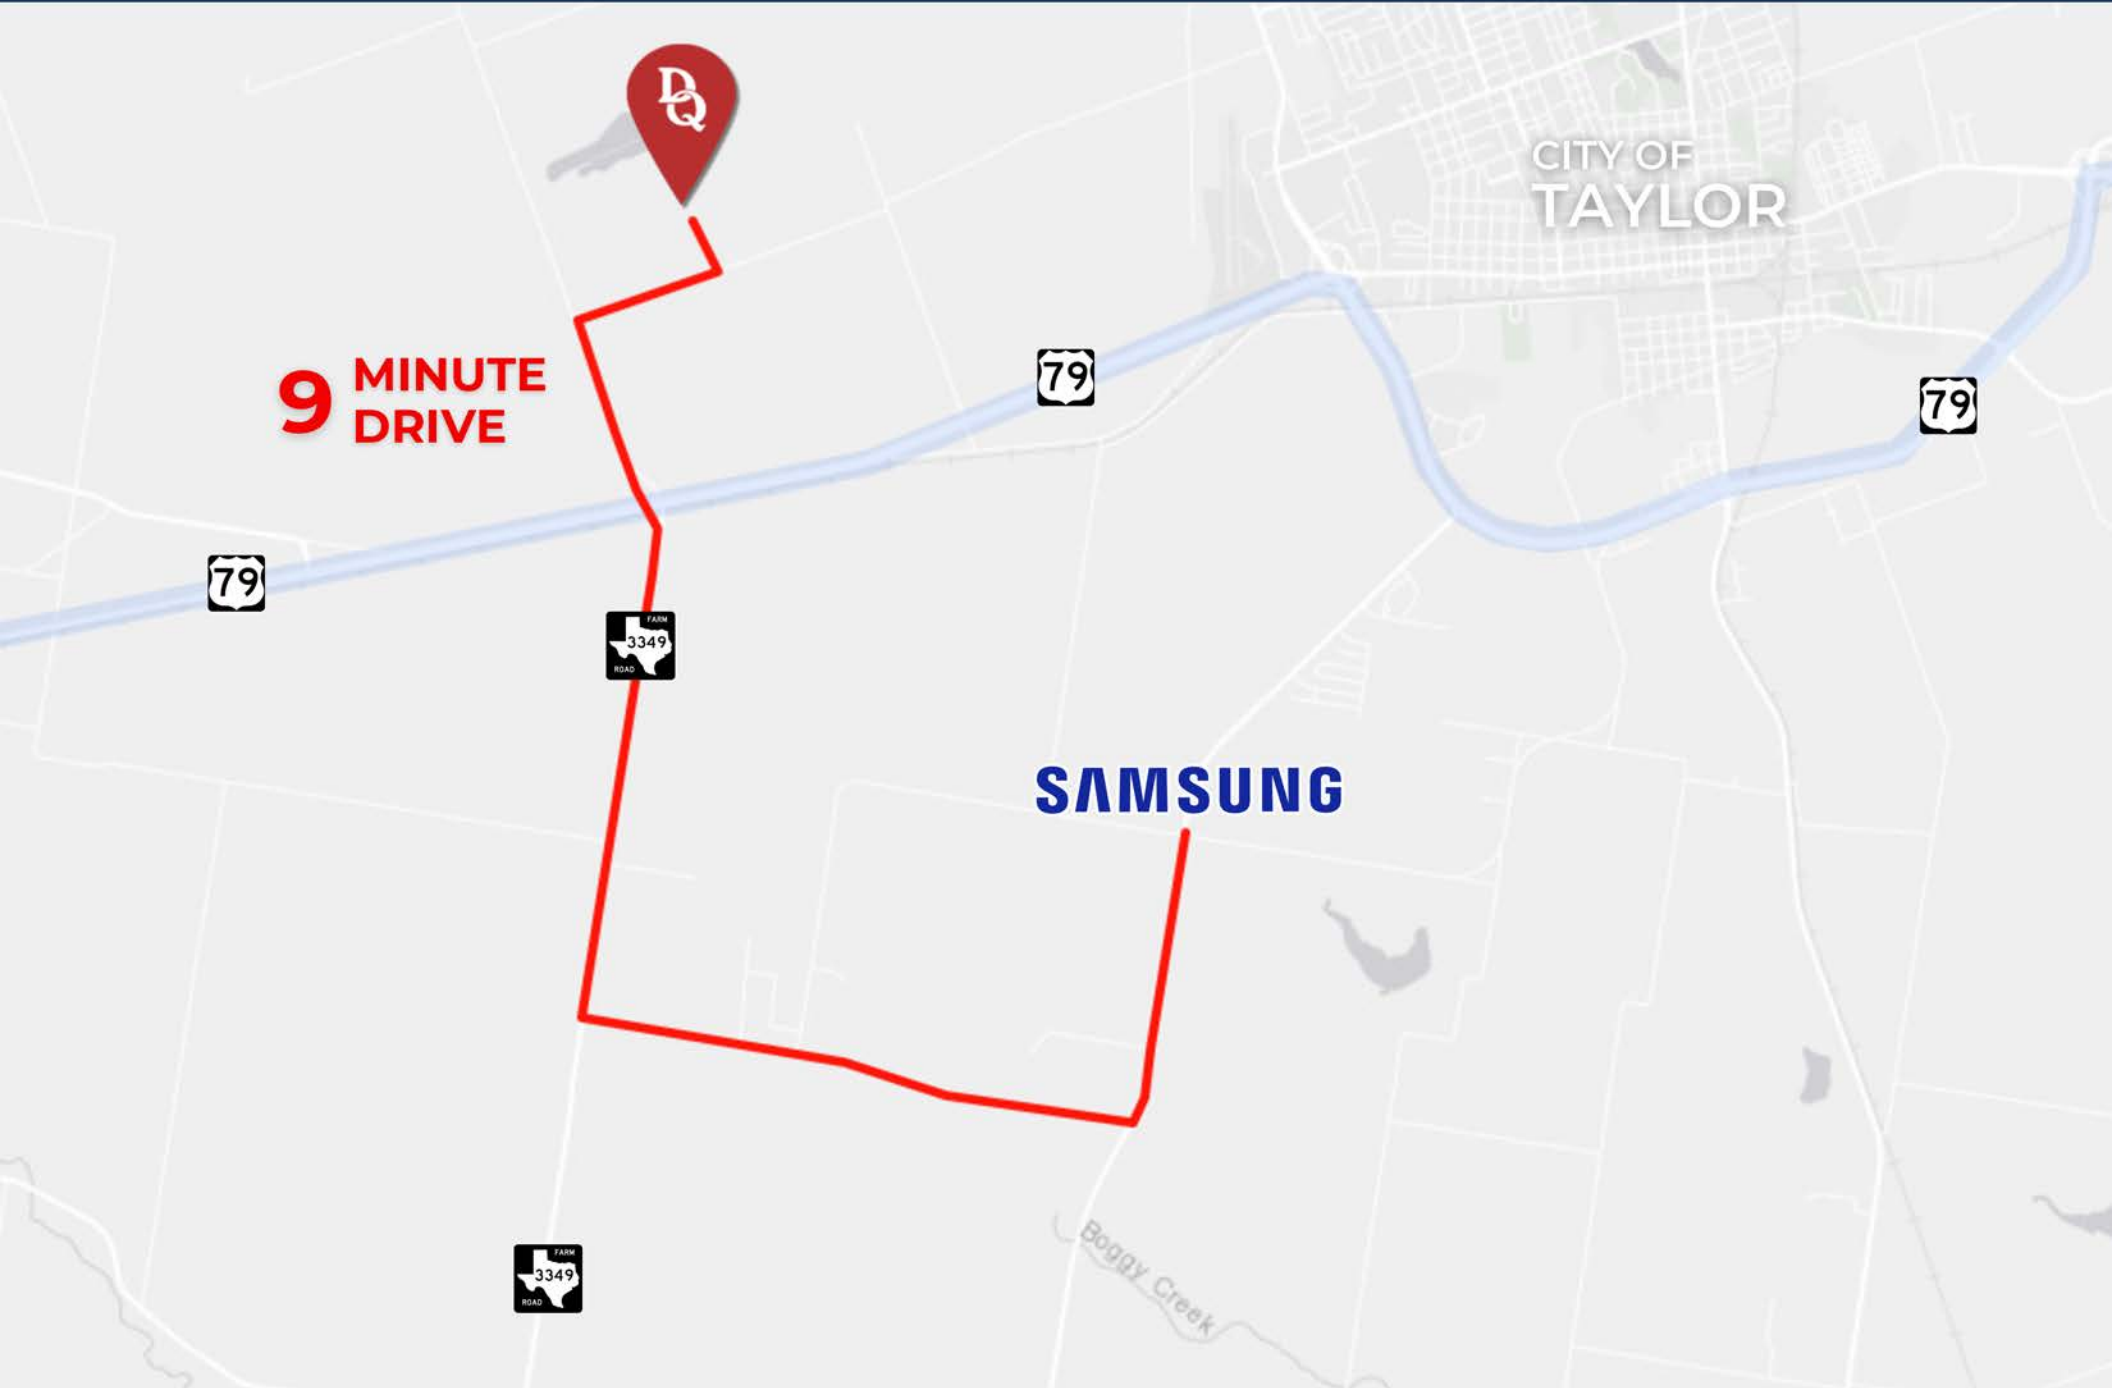 DQ
CITY OF
TAYLOR
9 MINUTE
DRIVE
79
79
79
FARM
3349
ROAD
SAMSUNG
Boggy Creek
FARM
3349
ROAD